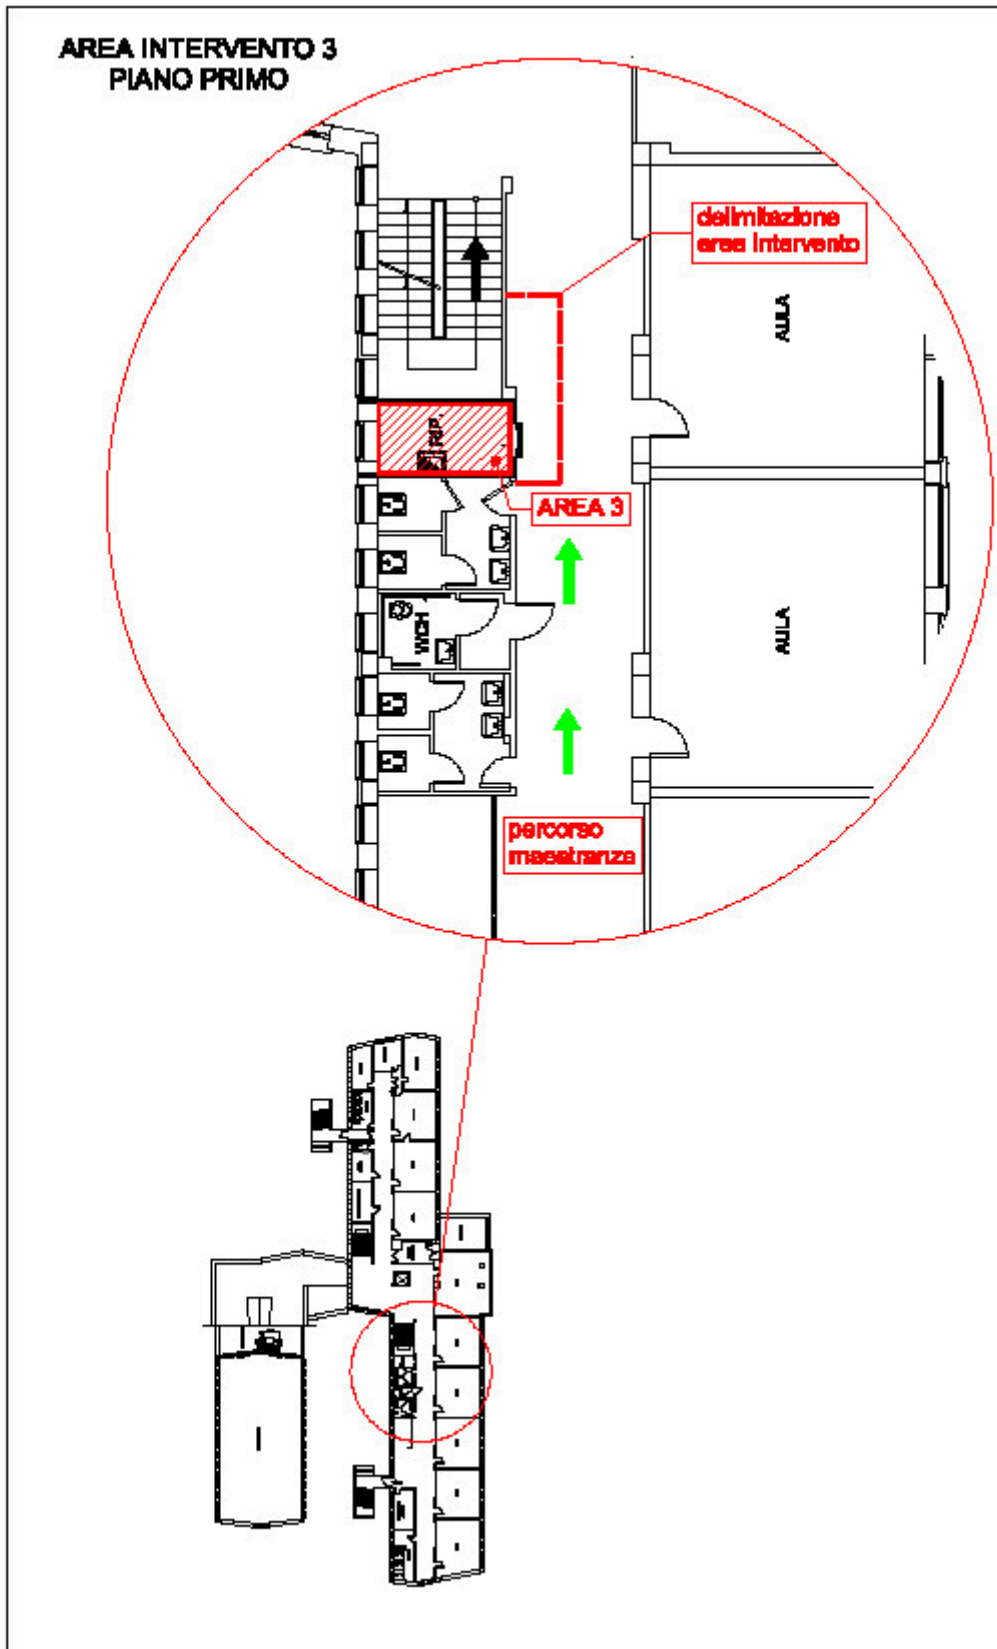 AREA INTERVENTO 3
PIANO PRIMO
delimitazione
area intervento
AULA
RIP.
AREA 3
WCH
AULA
percorso
maestranze